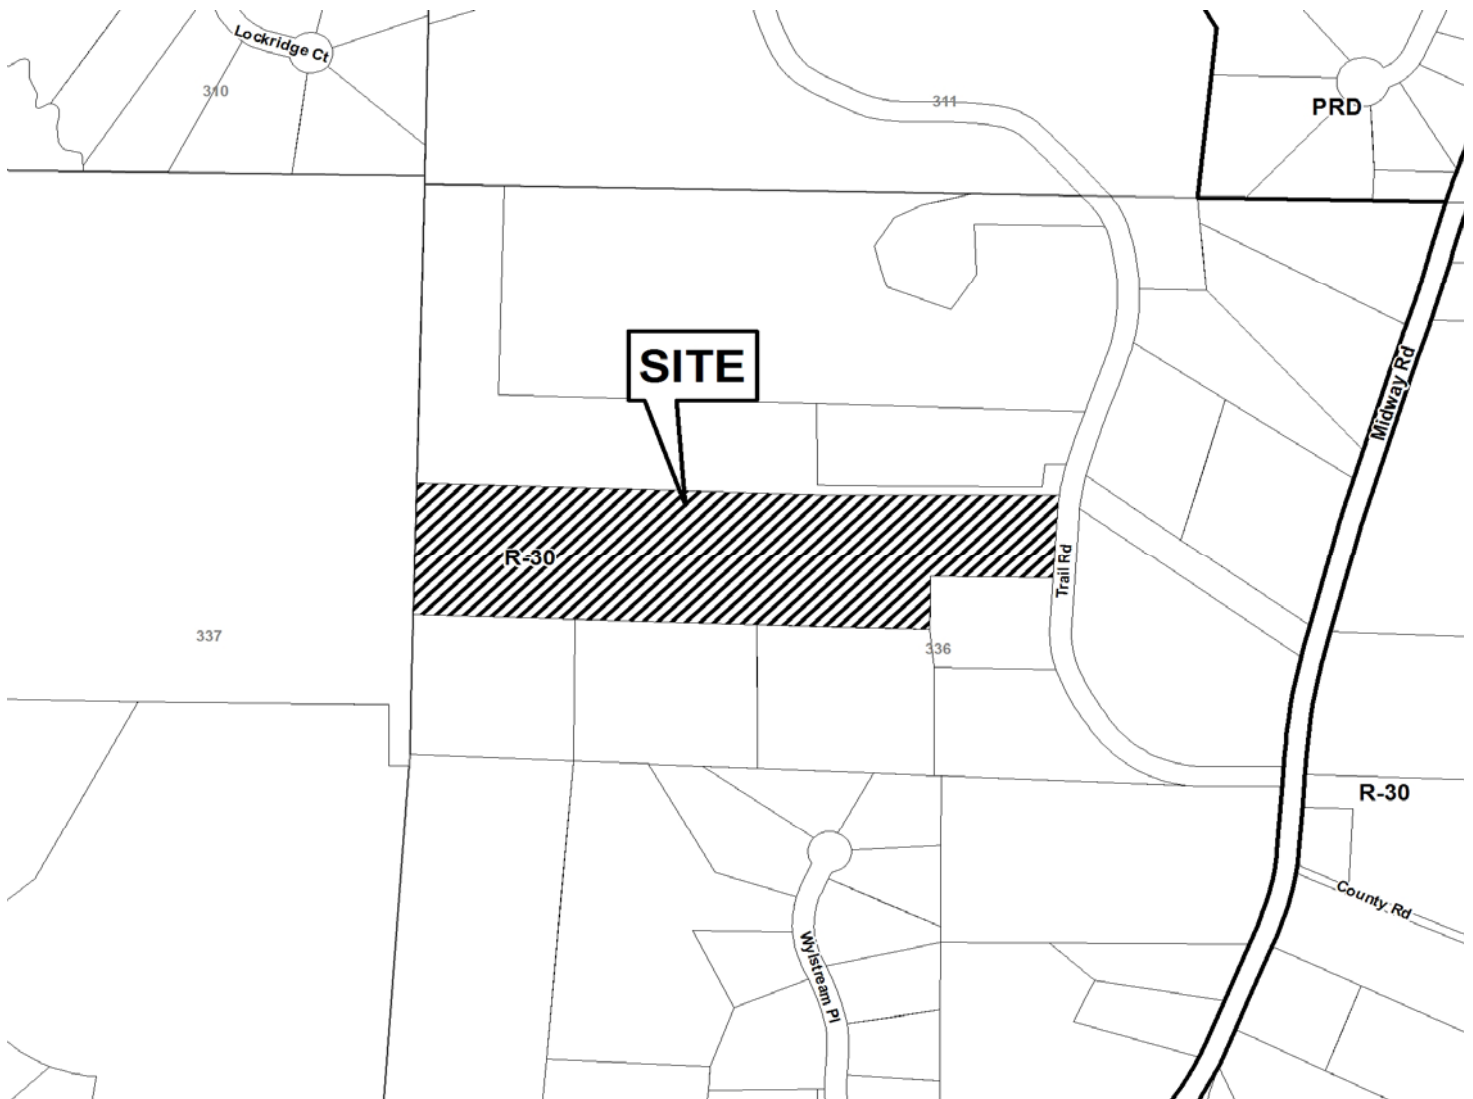 Lockridge Ct
310
311
PRD
SITE
Midway Rd
R-30
Trail Rd
337
336
R-30
County Rd
Wylstream Pl